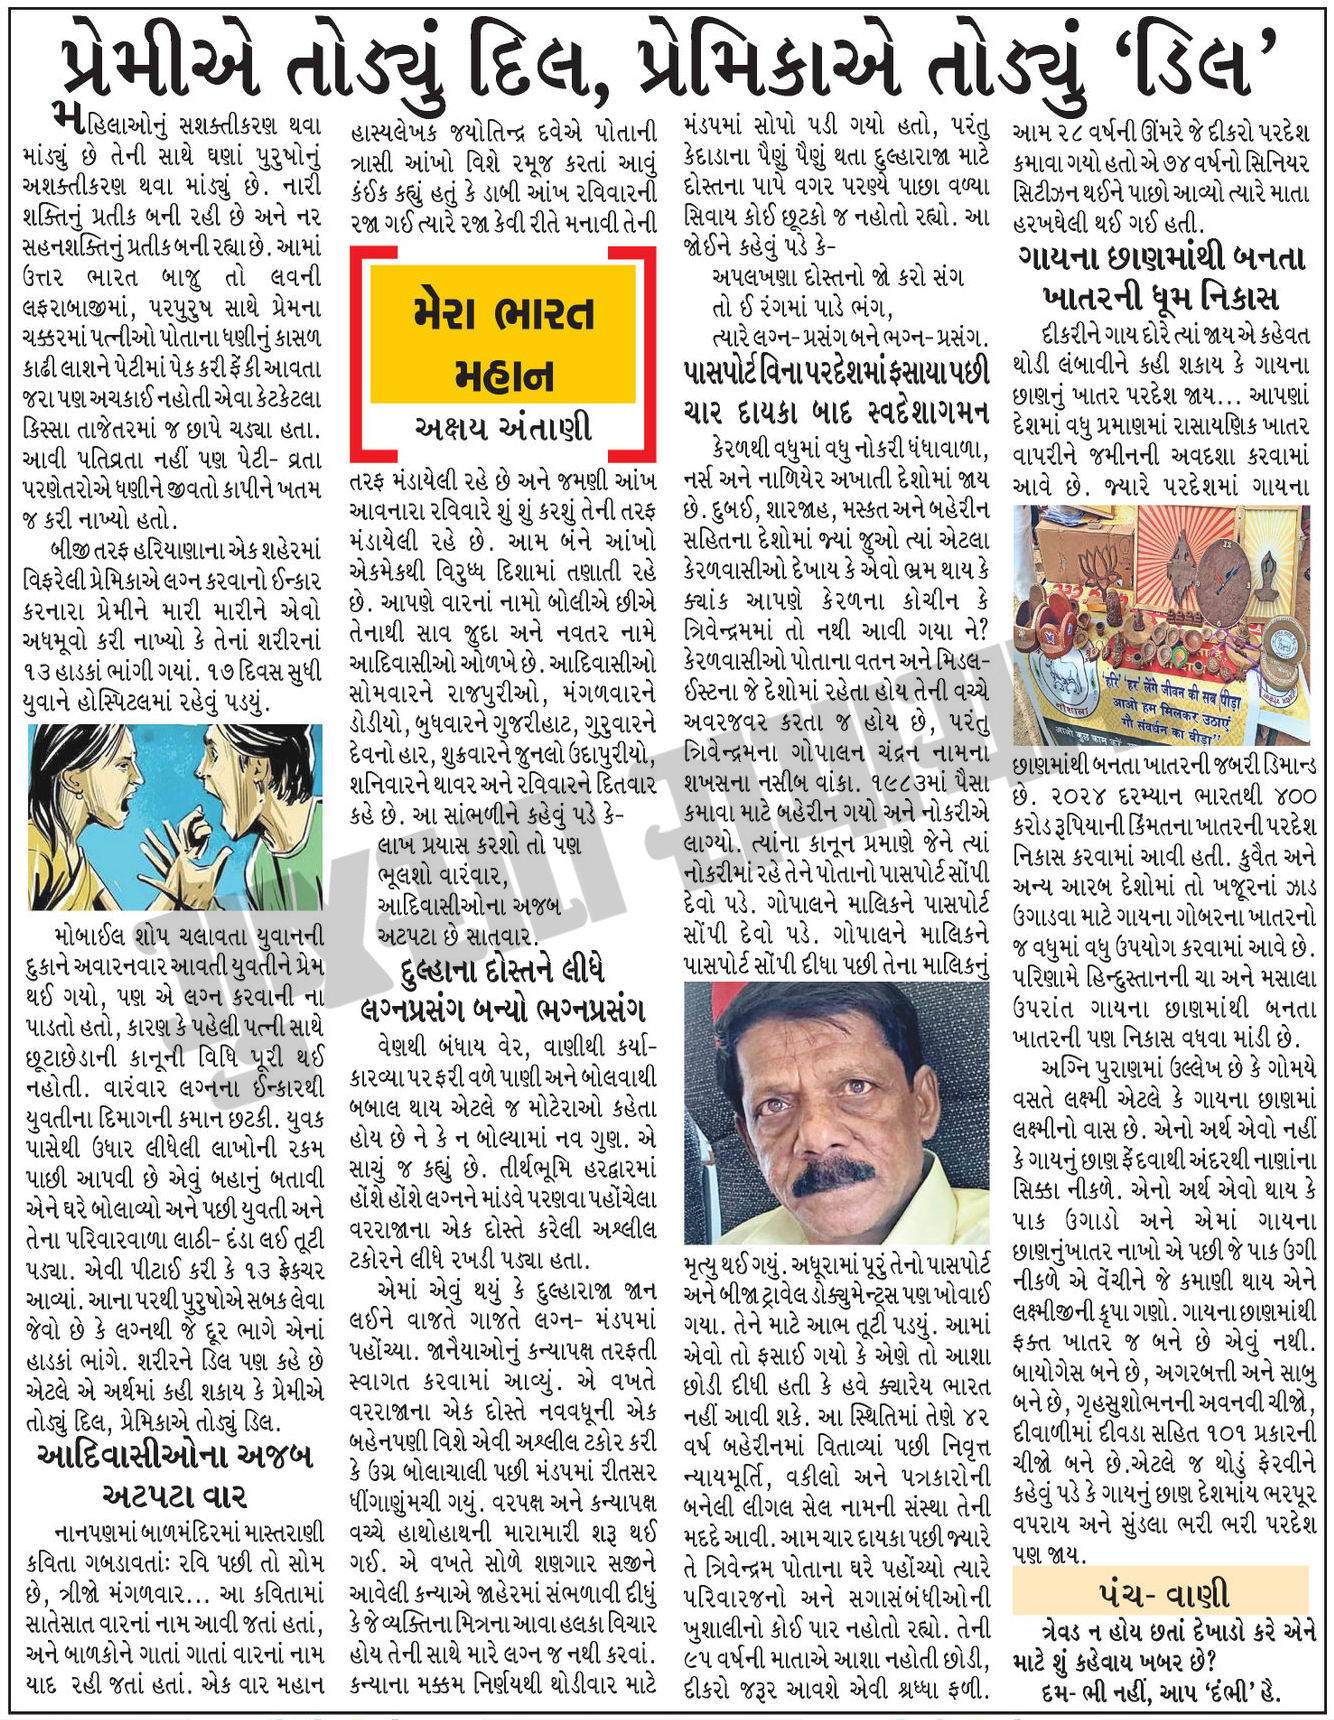 પ્રેમીએ તોડ્યું દિલ, પ્રેમિકાએ તોડ્યું ‘ડિલ’
મહિલાઓનું સશક્તીકરણ થવા
માંડ્યું છે તેની સાથે ઘણાં પુરુષોનું
અશક્તીકરણ થવા માંડ્યું છે. નારી
શક્તિનું પ્રતીક બની રહી છે અને નર
સહનશક્તિનું પ્રતીક બની રહ્યા છે. આમાં
ઉત્તર ભારત બાજુ તો લવની
લફરાબાજીમાં, પરપુરુષ સાથે પ્રેમના
ચક્કરમાં પત્નીઓ પોતાના ધણીનું કાસળ
કાઢી લાશને પેટીમાં પેક કરી ફેંકી આવતા
જરા પણ અચકાઈ નહોતી એવા કેટકેટલા
કિસ્સા તાજેતરમાં જ છાપે ચડ્યા હતા.
આવી પતિવ્રતા નહીં પણ પેટી- વ્રતા
પરણેતરોએ ધણીને જીવતો કાપીને ખતમ
જ કરી નાખ્યો હતો.
બીજી તરફ હરિયાણાના એક શહેરમાં
વિફરેલી પ્રેમિકાએ લગ્ન કરવાનો ઈન્કાર
કરનારા પ્રેમીને મારી મારીને એવો
અધમૂવો કરી નાખ્યો કે તેનાં શરીરનાં
૧૩ હાડકાં ભાંગી ગયાં. ૧૭ દિવસ સુધી
યુવાને હોસ્પિટલમાં રહેવું પડયું.
મોબાઈલ શોપ ચલાવતા યુવાનની
દુકાને અવારનવાર આવતી યુવતીને પ્રેમ
થઈ ગયો, પણ એ લગ્ન કરવાની ના
પાડતો હતો, કારણ કે પહેલી પત્ની સાથે
છૂટાછેડાની કાનૂની વિધિ પૂરી થઈ
નહોતી. વારંવાર લગ્નના ઈન્કારથી
યુવતીના દિમાગની કમાન છટકી. યુવક
પાસેથી ઉધાર લીધેલી લાખોની રકમ
પાછી આપવી છે એવું બહાનું બતાવી
એને ઘરે બોલાવ્યો અને પછી યુવતી અને
તેના પરિવારવાળા લાઠી- દંડા લઈ તૂટી
પડ્યા. એવી પીટાઈ કરી કે ૧૩ ફ્રેકચર
આવ્યાં. આના પરથી પુરુષોએ સબક લેવા
જેવો છે કે લગ્નથી જે દૂર ભાગે એનાં
હાડકાં ભાંગે. શરીરને ડિલ પણ કહે છે
એટલે એ અર્થમાં કહી શકાય કે પ્રેમીએ
તોડ્યું દિલ, પ્રેમિકાએ તોડ્યું ડિલ.
આદિવાસીઓના અજબ
અટપટા વાર
નાનપણમાં બાળમંદિરમાં માસ્તરાણી
કવિતા ગબડાવતાંઃ રવિ પછી તો સોમ
છે, ત્રીજો મંગળવાર... આ કવિતામાં
સાતેસાત વારનાં નામ આવી જતાં હતાં,
અને બાળકોને ગાતાં ગાતાં વારનાં નામ
યાદ રહી જતાં હતાં. એક વાર મહાન
હાસ્યલેખક જયોતિન્દ્ર દવેએ પોતાની
ત્રાસી આંખો વિશે રમૂજ કરતાં આવું
કંઈક કહ્યું હતું કે ડાબી આંખ રવિવારની
રજા ગઈ ત્યારે રજા કેવી રીતે મનાવી તેની
મેરા ભારત
મહાન
અક્ષય અંતાણી
તરફ મંડાયેલી રહે છે અને જમણી આંખ
આવનારા રવિવારે શું શું કરશું તેની તરફ
મંડાયેલી રહે છે. આમ બંને આંખો
એકમેકથી વિરુધ્ધ દિશામાં તણાતી રહે
છે. આપણે વારનાં નામો બોલીએ છીએ
તેનાથી સાવ જુદા અને નવતર નામે
આદિવાસીઓ ઓળખે છે. આદિવાસીઓ
સોમવારને રાજપુરીઓ, મંગળવારને
ડોડીયો, બુધવારને ગુજરીહાટ, ગુરુવારને
દેવનો હાર, શુક્રવારને જુનલો ઉદાપુરીયો,
શનિવારને થાવર અને રવિવારને દિતવાર
કહે છે. આ સાંભળીને કહેવું પડે કે-
લાખ પ્રયાસ કરશો તો પણ
ભૂલશો વારંવાર,
આદિવાસીઓના અજબ
અટપટા છે સાતવાર.
દુલ્હાના દોસ્તને લીધે
લગ્નપ્રસંગ બન્યો ભગ્નપ્રસંગ
વેણથી બંધાય વેર, વાણીથી કર્યા-
કારવ્યા પર ફરી વળે પાણી અને બોલવાથી
બબાલ થાય એટલે જ મોટેરાઓ કહેતા
હોય છે ને કે ન બોલ્યામાં નવ ગુણ. એ
સાચું જ કહ્યું છે. તીર્થભૂમિ હરદ્વારમાં
હોંશે હોંશે લગ્નને માંડવે પરણવા પહોંચેલા
વરરાજાના એક દોસ્તે કરેલી અશ્લીલ
ટકોરને લીધે રખડી પડ્યા હતા.
એમાં એવું થયું કે દુલ્હારાજા જાન
લઈને વાજતે ગાજતે લગ્ન- મંડપમાં
પહોંચ્યા. જાનૈયાઓનું કન્યાપક્ષ તરફતી
સ્વાગત કરવામાં આવ્યું. એ વખતે
વરરાજાના એક દોસ્તે નવવધૂની એક
બહેનપણી વિશે એવી અશ્લીલ ટકોર કરી
કે ઉગ્ર બોલાચાલી પછી મંડપમાં રીતસર
ધીંગાણુંમચી ગયું. વરપક્ષ અને કન્યાપક્ષ
વચ્ચે હાથોહાથની મારામારી શરૂ થઈ
ગઈ. એ વખતે સોળે શણગાર સજીને
આવેલી કન્યાએ જાહેરમાં સંભળાવી દીધું
કે જે વ્યક્તિના મિત્રના આવા હલકા વિચાર
હોય તેની સાથે મારે લગ્ન જ નથી કરવાં.
કન્યાના મક્કમ નિર્ણયથી થોડીવાર માટે
મંડપમાં સોપો પડી ગયો હતો, પરંતુ
કેદાડાના પૈણું પૈણું થતા દુલ્હારાજા માટે
દોસ્તના પાપે વગર પરણ્યે પાછા વળ્યા
સિવાય કોઈ છૂટકો જ નહોતો રહ્યો. આ
જોઈને કહેવું પડે કે-
અપલખણા દોસ્તનો જો કરો સંગ
તો ઈ રંગમાં પાડે ભંગ,
ત્યારે લગ્ન- પ્રસંગ બને ભગ્ન- પ્રસંગ.
પાસપોર્ટ વિના પરદેશમાં ફસાયા પછી
ચાર દાયકા બાદ સ્વદેશાગમન
કેરળથી વધુમાં વધુ નોકરી ધંધાવાળા,
નર્સ અને નાળિયેર અખાતી દેશોમાં જાય
છે. દુબઈ, શારજાહ, મસ્કત અને બહેરીન
સહિતના દેશોમાં જ્યાં જુઓ ત્યાં એટલા
કેરળવાસીઓ દેખાય કે એવો ભ્રમ થાય કે
ક્યાંક આપણે કેરળના કોચીન કે
ત્રિવેન્દ્રમમાં તો નથી આવી ગયા ને?
કેરળવાસીઓ પોતાના વતન અને મિડલ-
ઈસ્ટના જે દેશોમાં રહેતા હોય તેની વચ્ચે
અવરજવર કરતા જ હોય છે, પરંતુ
ત્રિવેન્દ્રમના ગોપાલન ચંદ્રન નામના
શખસના નસીબ વાંકા. ૧૯૮૩માં પૈસા
કમાવા માટે બહેરીન ગયો અને નોકરીએ
લાગ્યો. ત્યાંના કાનૂન પ્રમાણે જેને ત્યાં
નોકરીમાં રહે તેને પોતાનો પાસપોર્ટ સોંપી
દેવો પડે. ગોપાલને માલિકને પાસપોર્ટ
સોંપી દેવો પડે. ગોપાલને માલિકને
પાસપોર્ટ સોંપી દીધા પછી તેના માલિકનું
મૃત્યુ થઈ ગયું. અધૂરામાં પૂરું તેનો પાસપોર્ટ
અને બીજા ટ્રાવેલ ડોક્યુમેન્ટ્સ પણ ખોવાઈ
ગયા. તેને માટે આભ તૂટી પડયું. આમાં
એવો તો ફસાઈ ગયો કે એણે તો આશા
છોડી દીધી હતી કે હવે ક્યારેય ભારત
નહીં આવી શકે. આ સ્થિતિમાં તેણે ૪૨
વર્ષ બહેરીનમાં વિતાવ્યાં પછી નિવૃત્ત
ન્યાયમૂર્તિ, વકીલો અને પત્રકારોની
બનેલી લીગલ સેલ નામની સંસ્થા તેની
મદદે આવી. આમ ચાર દાયકા પછી જ્યારે
તે ત્રિવેન્દ્રમ પોતાના ઘરે પહોંચ્યો ત્યારે
પરિવારજનો અને સગાસંબંધીઓની
ખુશાલીનો કોઈ પાર નહોતો રહ્યો. તેની
૯૫ વર્ષની માતાએ આશા નહોતી છોડી,
દીકરો જરૂર આવશે એવી શ્રધ્ધા ફળી.
આમ ૨૮ વર્ષની ઊંમરે જે દીકરો પરદેશ
કમાવા ગયો હતો એ ૭૪ વર્ષનો સિનિયર
સિટીઝન થઈને પાછો આવ્યો ત્યારે માતા
હરખઘેલી થઈ ગઈ હતી.
ગાયના છાણમાંથી બનતા
ખાતરની ધૂમ નિકાસ
દીકરીને ગાય દોરે ત્યાં જાય એ કહેવત
થોડી લંબાવીને કહી શકાય કે ગાયના
છાણનું ખાતર પરદેશ જાય... આપણાં
દેશમાં વધુ પ્રમાણમાં રાસાયણિક ખાતર
વાપરીને જમીનની અવદશા કરવામાં
આવે છે. જ્યારે પરદેશમાં ગાયના
गौशाला
'हरि' 'हर' लेंगे जीवन की सब पीड़ा
आओ हम मिलकर उठाएं
गौ संवर्धन का बीड़ा"
છાણમાંથી બનતા ખાતરની જબરી ડિમાન્ડ
છે. ૨૦૨૪ દરમ્યાન ભારતથી ૪૦૦
કરોડ રૂપિયાની કિંમતના ખાતરની પરદેશ
નિકાસ કરવામાં આવી હતી. કુવૈત અને
અન્ય આરબ દેશોમાં તો ખજૂરનાં ઝાડ
ઉગાડવા માટે ગાયના ગોબરના ખાતરનો
જ વધુમાં વધુ ઉપયોગ કરવામાં આવે છે.
પરિણામે હિન્દુસ્તાનની ચા અને મસાલા
ઉપરાંત ગાયના છાણમાંથી બનતા
ખાતરની પણ નિકાસ વધવા માંડી છે.
અગ્નિ પુરાણમાં ઉલ્લેખ છે કે ગોમયે
વસતે લક્ષ્મી એટલે કે ગાયના છાણમાં
લક્ષ્મીનો વાસ છે. એનો અર્થ એવો નહીં
કે ગાયનું છાણ ફેંદવાથી અંદરથી નાણાંના
સિક્કા નીકળે. એનો અર્થ એવો થાય કે
પાક ઉગાડો અને એમાં ગાયના
છાણનુંખાતર નાખો એ પછી જે પાક ઉગી
નીકળે એ વેંચીને જે કમાણી થાય એને
લક્ષ્મીજીની કૃપા ગણો. ગાયના છાણમાંથી
ફક્ત ખાતર જ બને છે એવું નથી.
બાયોગેસ બને છે, અગરબત્તી અને સાબુ
બને છે, ગૃહસુશોભનની અવનવી ચીજો,
દીવાળીમાં દીવડા સહિત ૧૦૧ પ્રકારની
ચીજો બને છે.એટલે જ થોડું ફેરવીને
કહેવું પડે કે ગાયનું છાણ દેશમાંય ભરપૂર
વપરાય અને સુંડલા ભરી ભરી પરદેશ
પણ જાય.
પંચ- વાણી
ત્રેવડ ન હોય છતાં દેખાડો કરે એને
માટે શું કહેવાય ખબર છે?
દમ- ભી નહીં, આપ ‘દંભી’ હૈ.
ગુજરાત સમાચાર